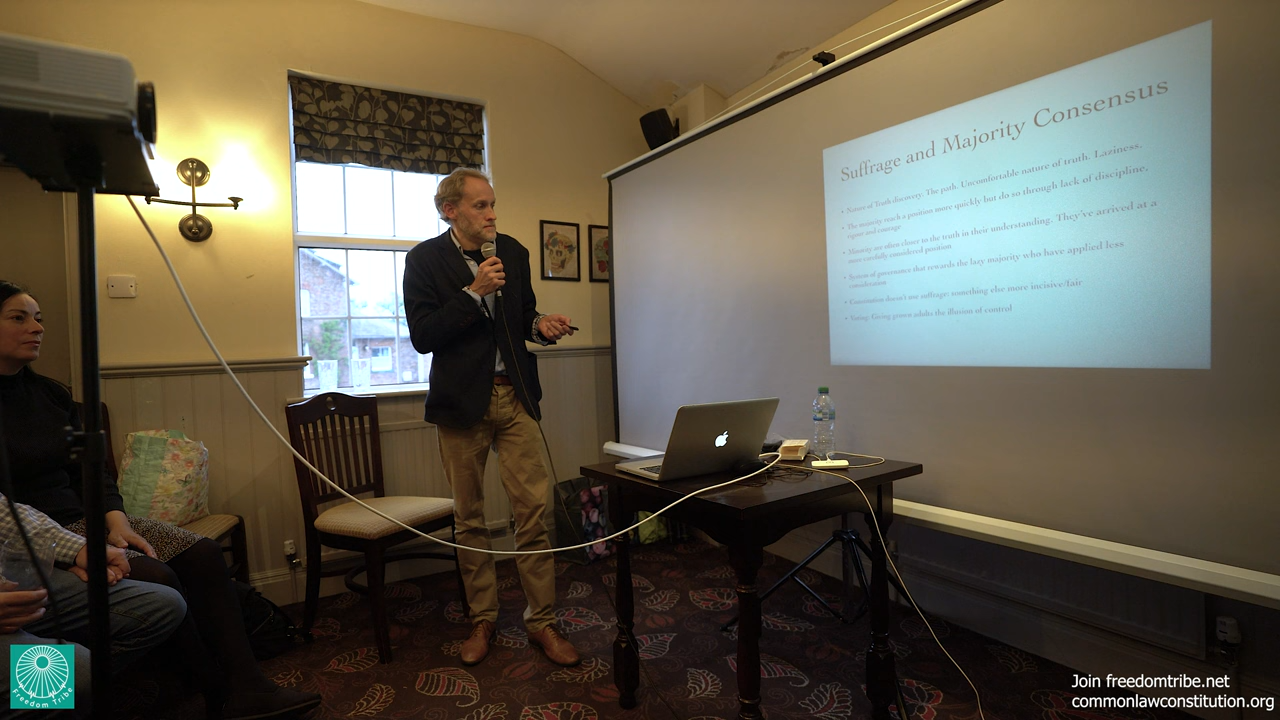 Suffrage and Majority Consensus
• Nature of Truth discovery. The path. Uncomfortable nature of truth. Laziness.
• The majority reach a position more quickly but do so through lack of discipline,
rigour and courage
• Minority are often closer to the truth in their understanding. They've arrived at a
more carefully considered position
• System of governance that rewards the lazy majority who have applied less
consideration
• Constitution doesn't use suffrage: something else more incisive/fair
• Voting: Giving grown adults the illusion of control
Freedom Tribe
Join freedomtribe.net
commonlawconstitution.org